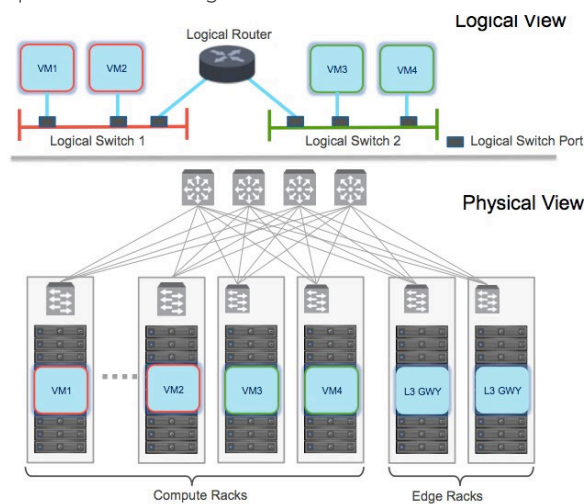 Logical View
Logical Router
VM1
VM2
VM3
VM4
Logical Switch 1
Logical Switch 2
Logical Switch Port
Physical View
VM1
VM2
VM3
VM4
L3 GWY
L3 GWY
Compute Racks
Edge Racks